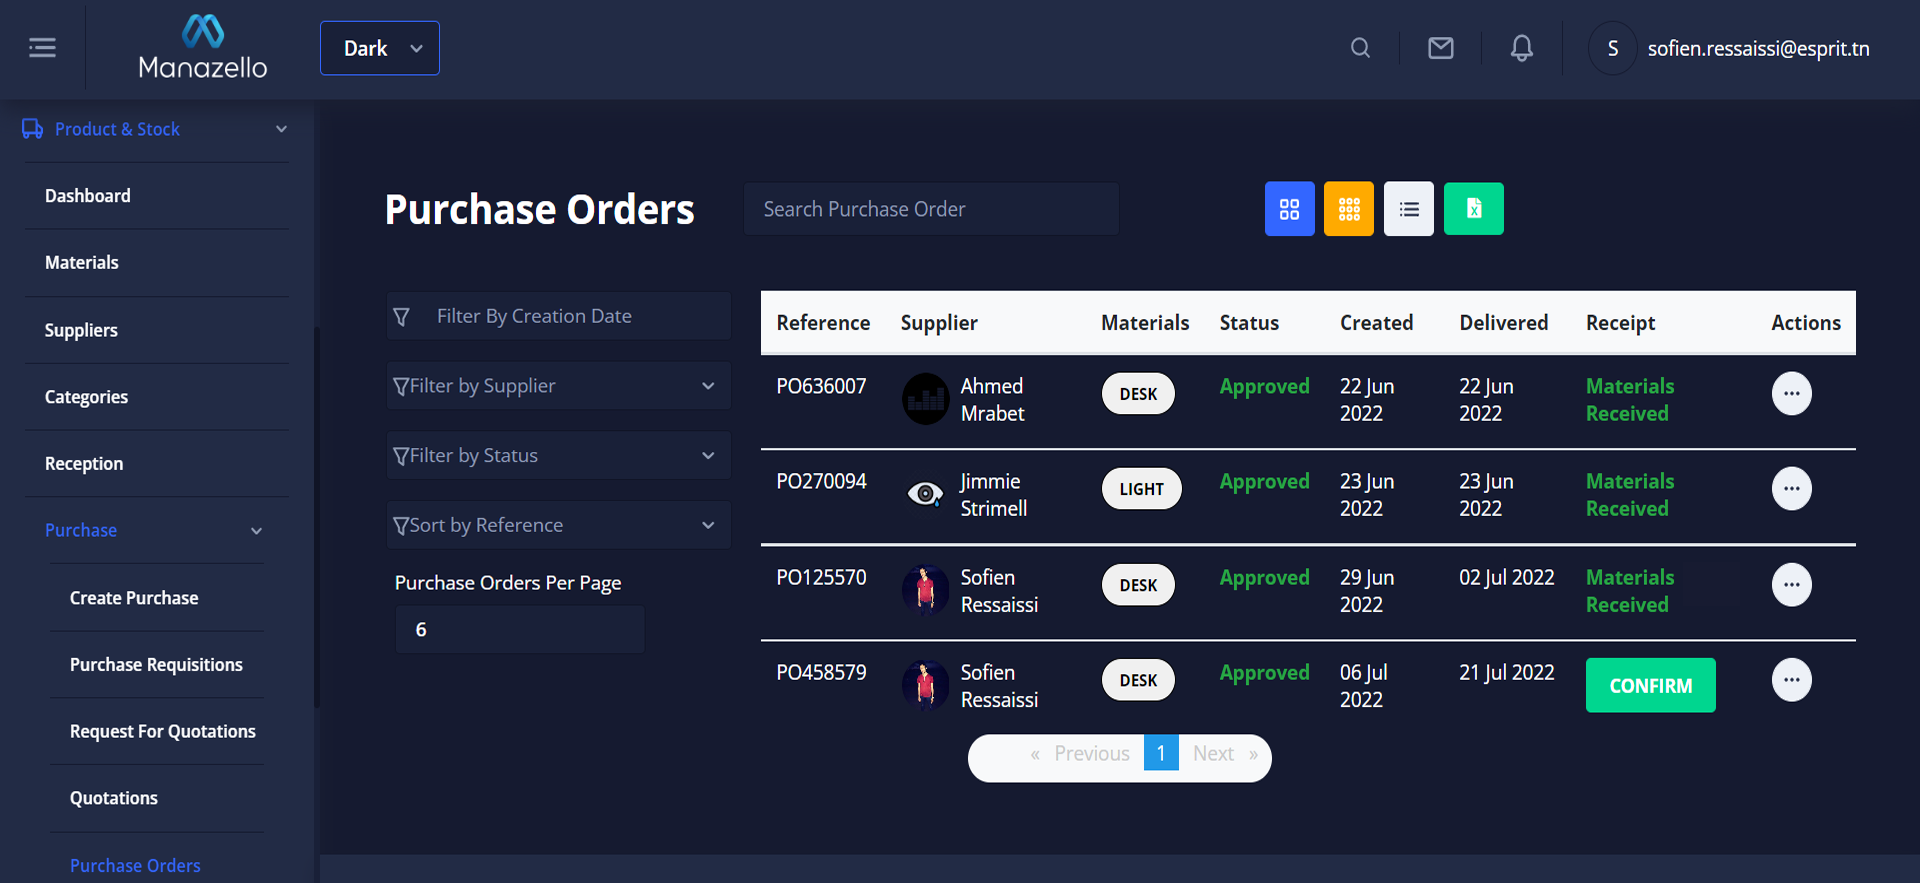 Manazello
Dark
S
sofien.ressaissi@esprit.tn
Product & Stock
Dashboard
Materials
Suppliers
Categories
Reception
Purchase
Create Purchase
Purchase Requisitions
Request For Quotations
Quotations
Purchase Orders
Purchase Orders
Search Purchase Order
X
Filter By Creation Date
Filter by Supplier
Filter by Status
Sort by Reference
Purchase Orders Per Page
6
Reference Supplier Materials Status Created Delivered Receipt Actions
PO636007 Ahmed DESK Approved 22 Jun 22 Jun Materials
Mrabet 2022 2022 Received
PO270094 Jimmie LIGHT Approved 23 Jun 23 Jun Materials
Strimell 2022 2022 Received
PO125570 Sofien DESK Approved 29 Jun 02 Jul 2022 Materials
Ressaissi 2022 Received
PO458579 Sofien DESK Approved 06 Jul 21 Jul 2022 CONFIRM
Ressaissi 2022
« Previous 1 Next »